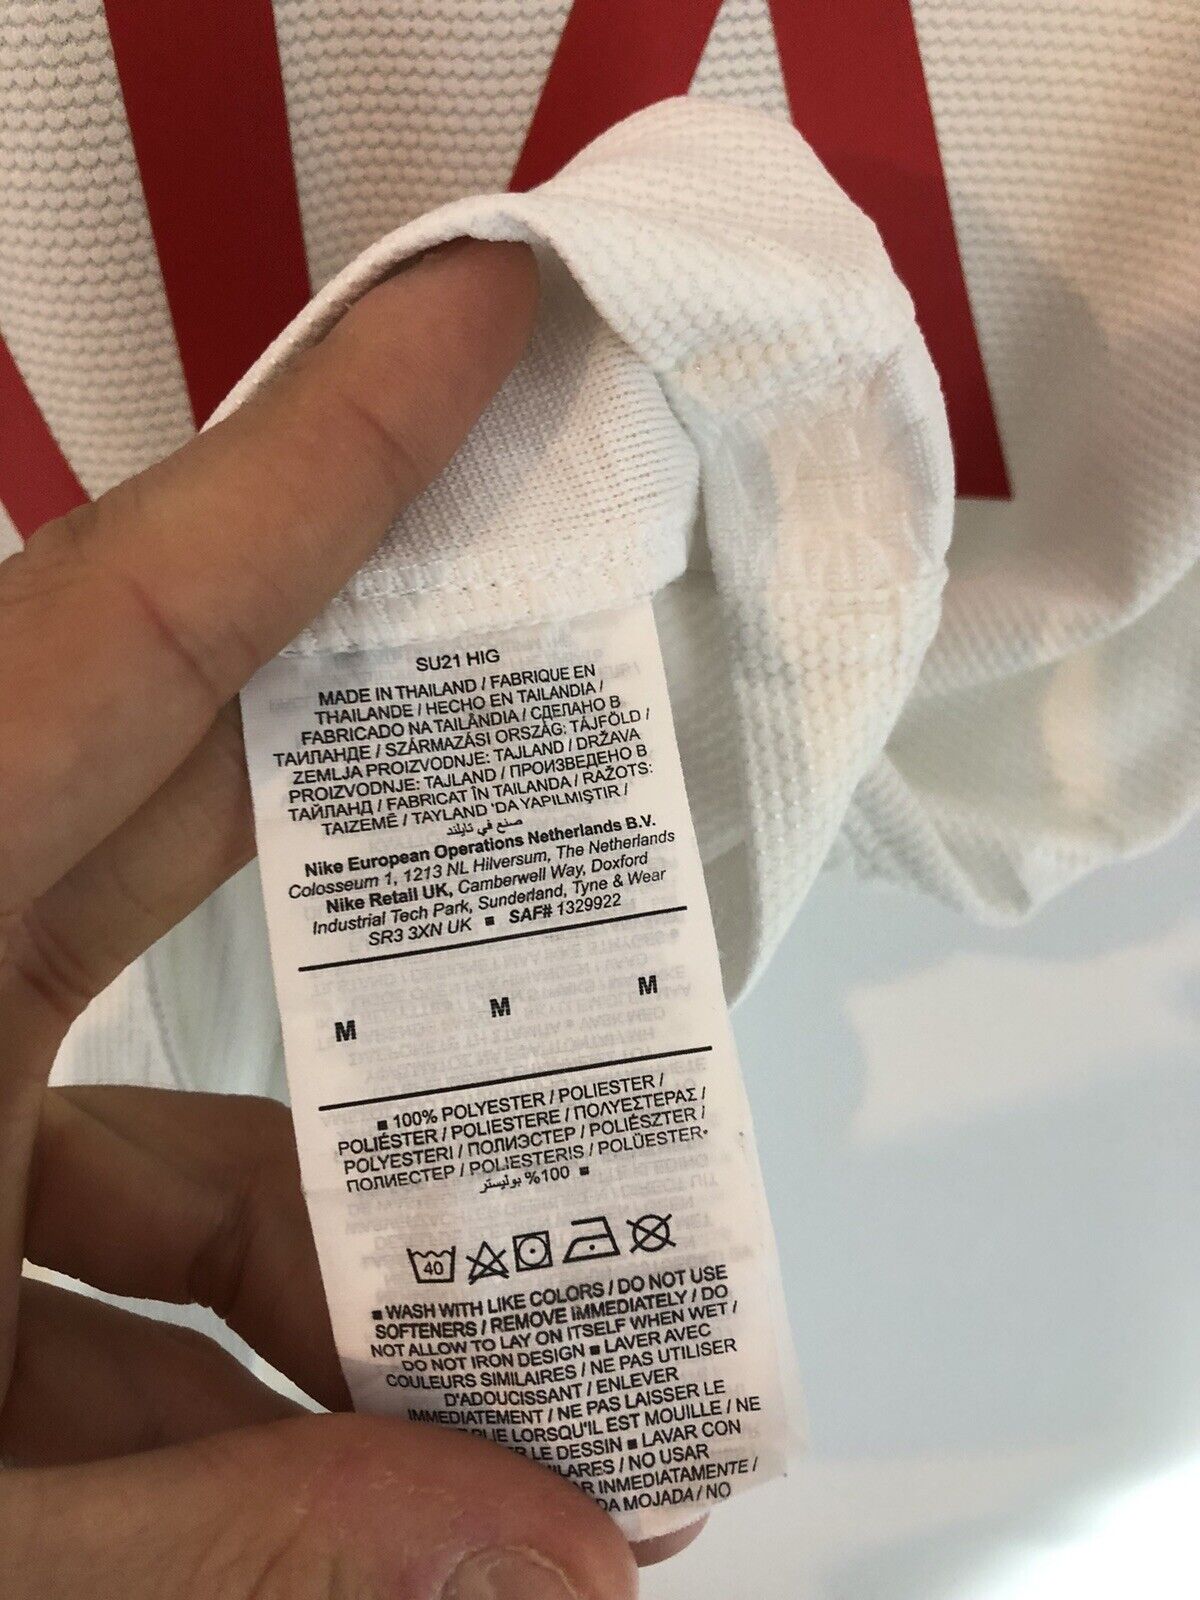 SU21 HIG
MADE IN THAILAND / FABRIQUE EN
THAILANDE / HECHO EN TAILANDIA /
FABRICADO NA TAILÂNDIA / СДЕЛАНО В
ТАИЛАНДЕ / SZÁRMAZÁSI ORSZÁG: TÁJFÖLD /
ZEMLJA PROIZVODNJE: TAJLAND / DRŽAVA
PROIZVODNJE: TAJLAND / ПРОИЗВЕДЕНО В
ТАЙЛАНД / FABRICAT ÎN TAILANDA / RAŽOTS:
TAIZEMĒ / TAYLAND 'DA YAPILMIŞTIR /
صنع في تايلند
Nike European Operations Netherlands B.V.
Colosseum 1, 1213 NL Hilversum, The Netherlands
Nike Retail UK, Camberwell Way, Doxford
Industrial Tech Park, Sunderland, Tyne & Wear
SR3 3XN UK ■ SAF# 1329922
M M M
■ 100% POLYESTER / POLIESTER /
POLIÉSTER / POLIESTERE / ΠΟΛΥΕΣΤΕΡΑΣ /
POLYESTERI / ПОЛИЭСТЕР / POLIÉSZTER /
ПОЛИЕСТЕР / POLIESTERIS / POLÜESTER
100% بوليستر ■
40
■ WASH WITH LIKE COLORS / DO NOT USE
SOFTENERS / REMOVE IMMEDIATELY / DO
NOT ALLOW TO LAY ON ITSELF WHEN WET /
DO NOT IRON DESIGN ■ LAVER AVEC
COULEURS SIMILAIRES / NE PAS UTILISER
D'ADOUCISSANT / ENLEVER
IMMEDIATEMENT / NE PAS LAISSER LE
LORSQU'IL EST MOUILLE / NE
LE DESSIN ■ LAVAR CON
/ NO USAR
INMEDIATAMENTE /
MOJADA / NO